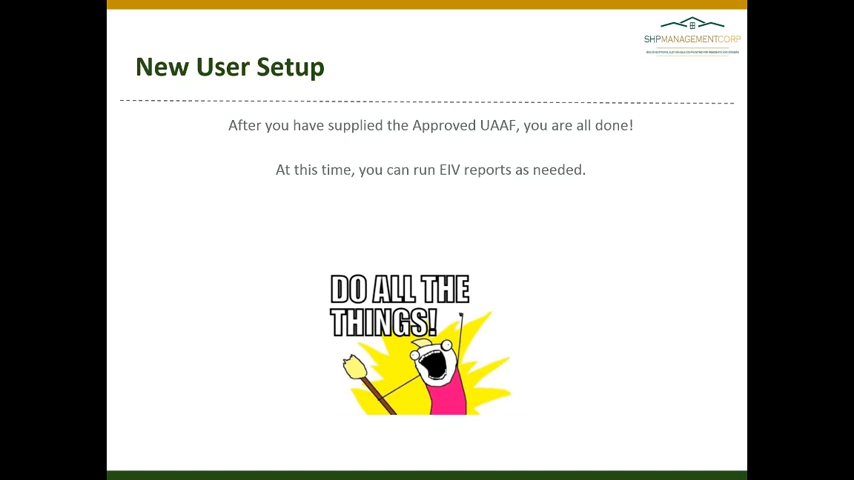 SHPMANAGEMENTCORP
New User Setup
After you have supplied the Approved UAAF, you are all done!
At this time, you can run EIV reports as needed.
DO ALL THE
THINGS!